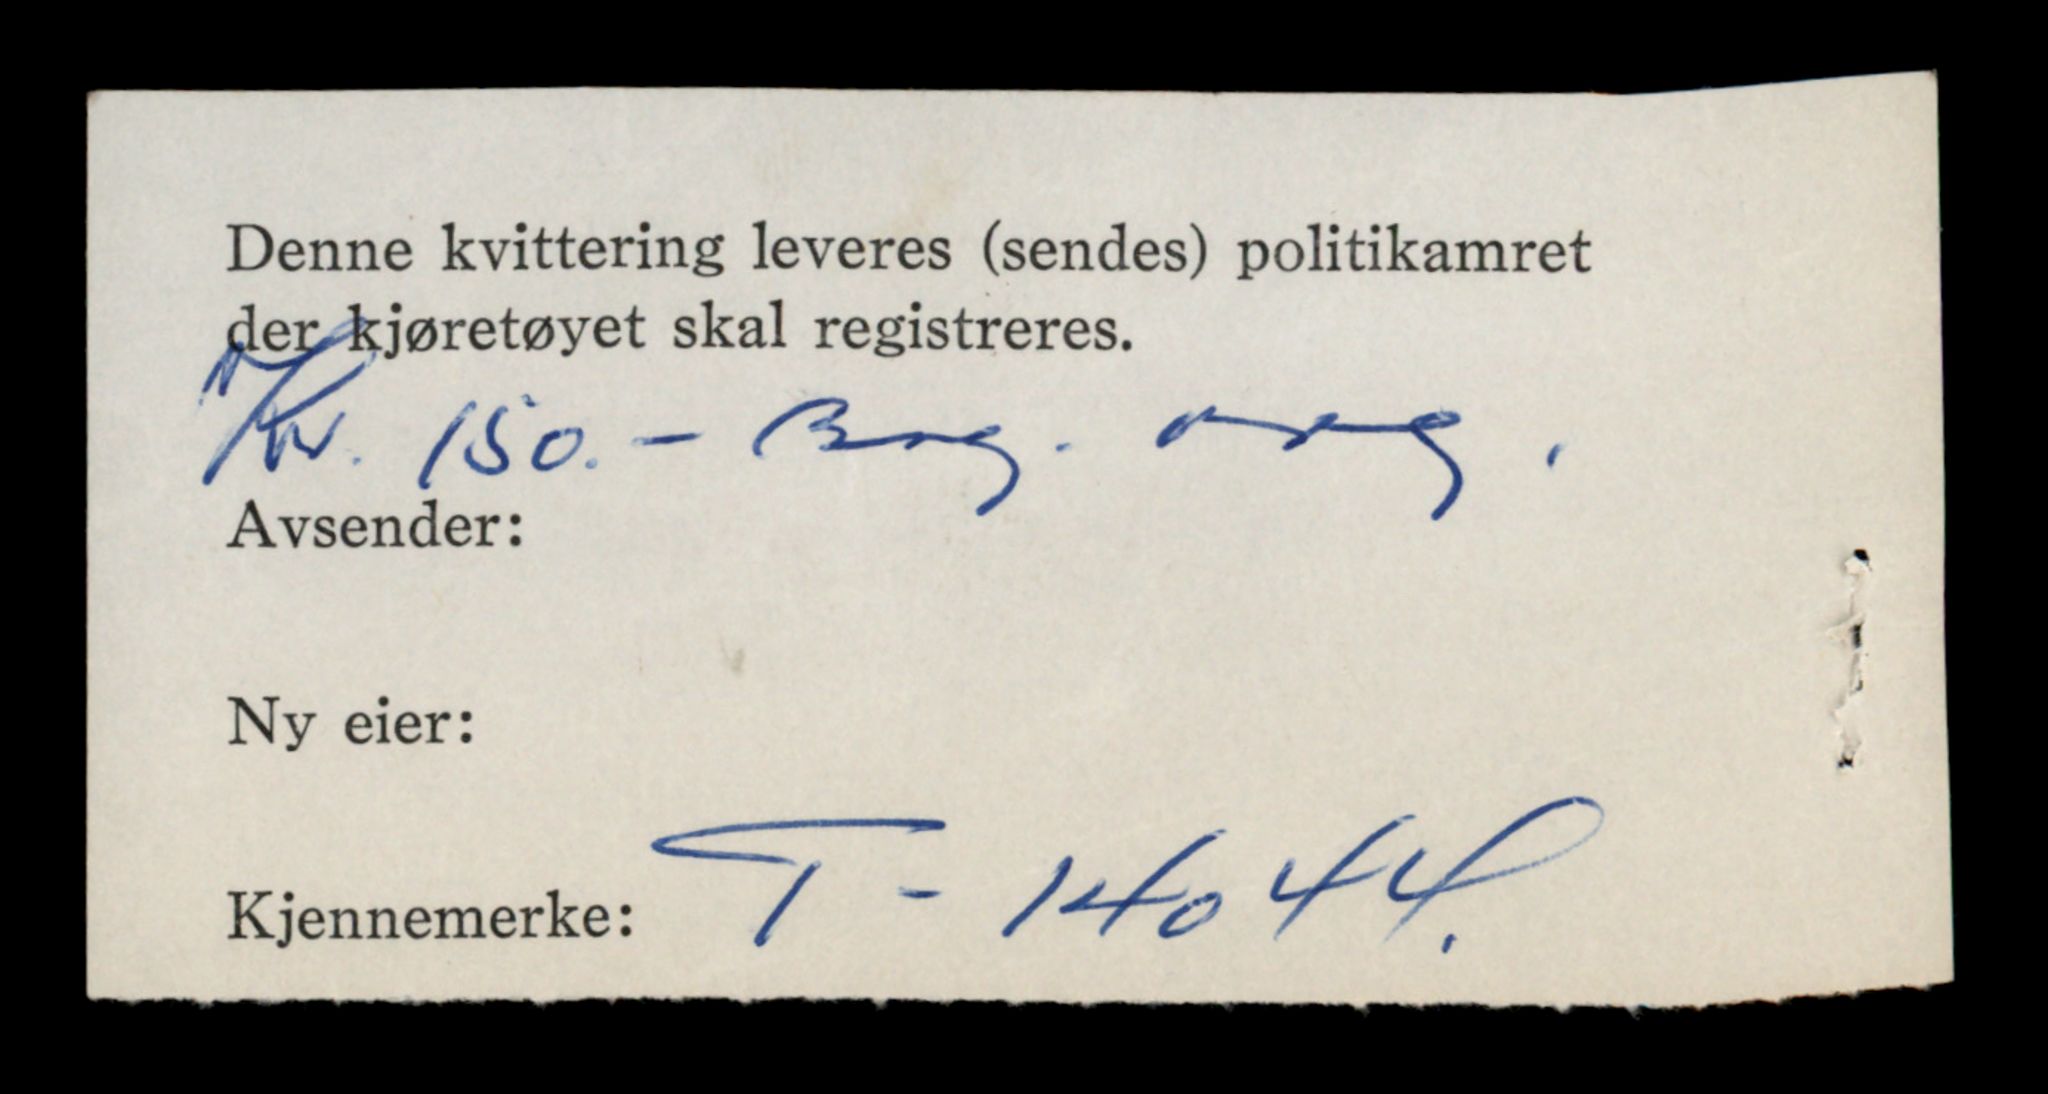 Denne kvittering leveres (sendes) politikamret
der kjøretøyet skal registreres.
Kr. 150.-
Avsender:
Ny eier:
Kjennemerke: T - 14044.